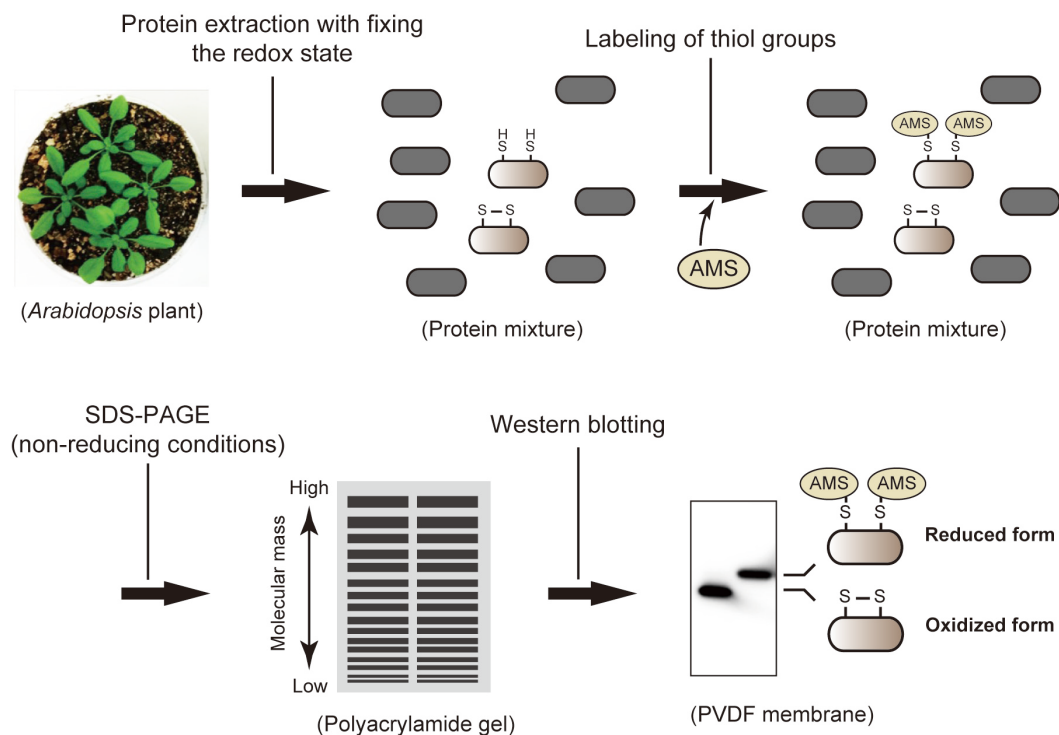 Protein extraction with fixing
the redox state
Labeling of thiol groups
H H
S S
S – S
AMS
AMS AMS
S S
S – S
(Arabidopsis plant)
(Protein mixture)
(Protein mixture)
SDS-PAGE
(non-reducing conditions)
Western blotting
High
Molecular mass
Low
AMS AMS
S S
Reduced form
S – S
Oxidized form
(Polyacrylamide gel)
(PVDF membrane)